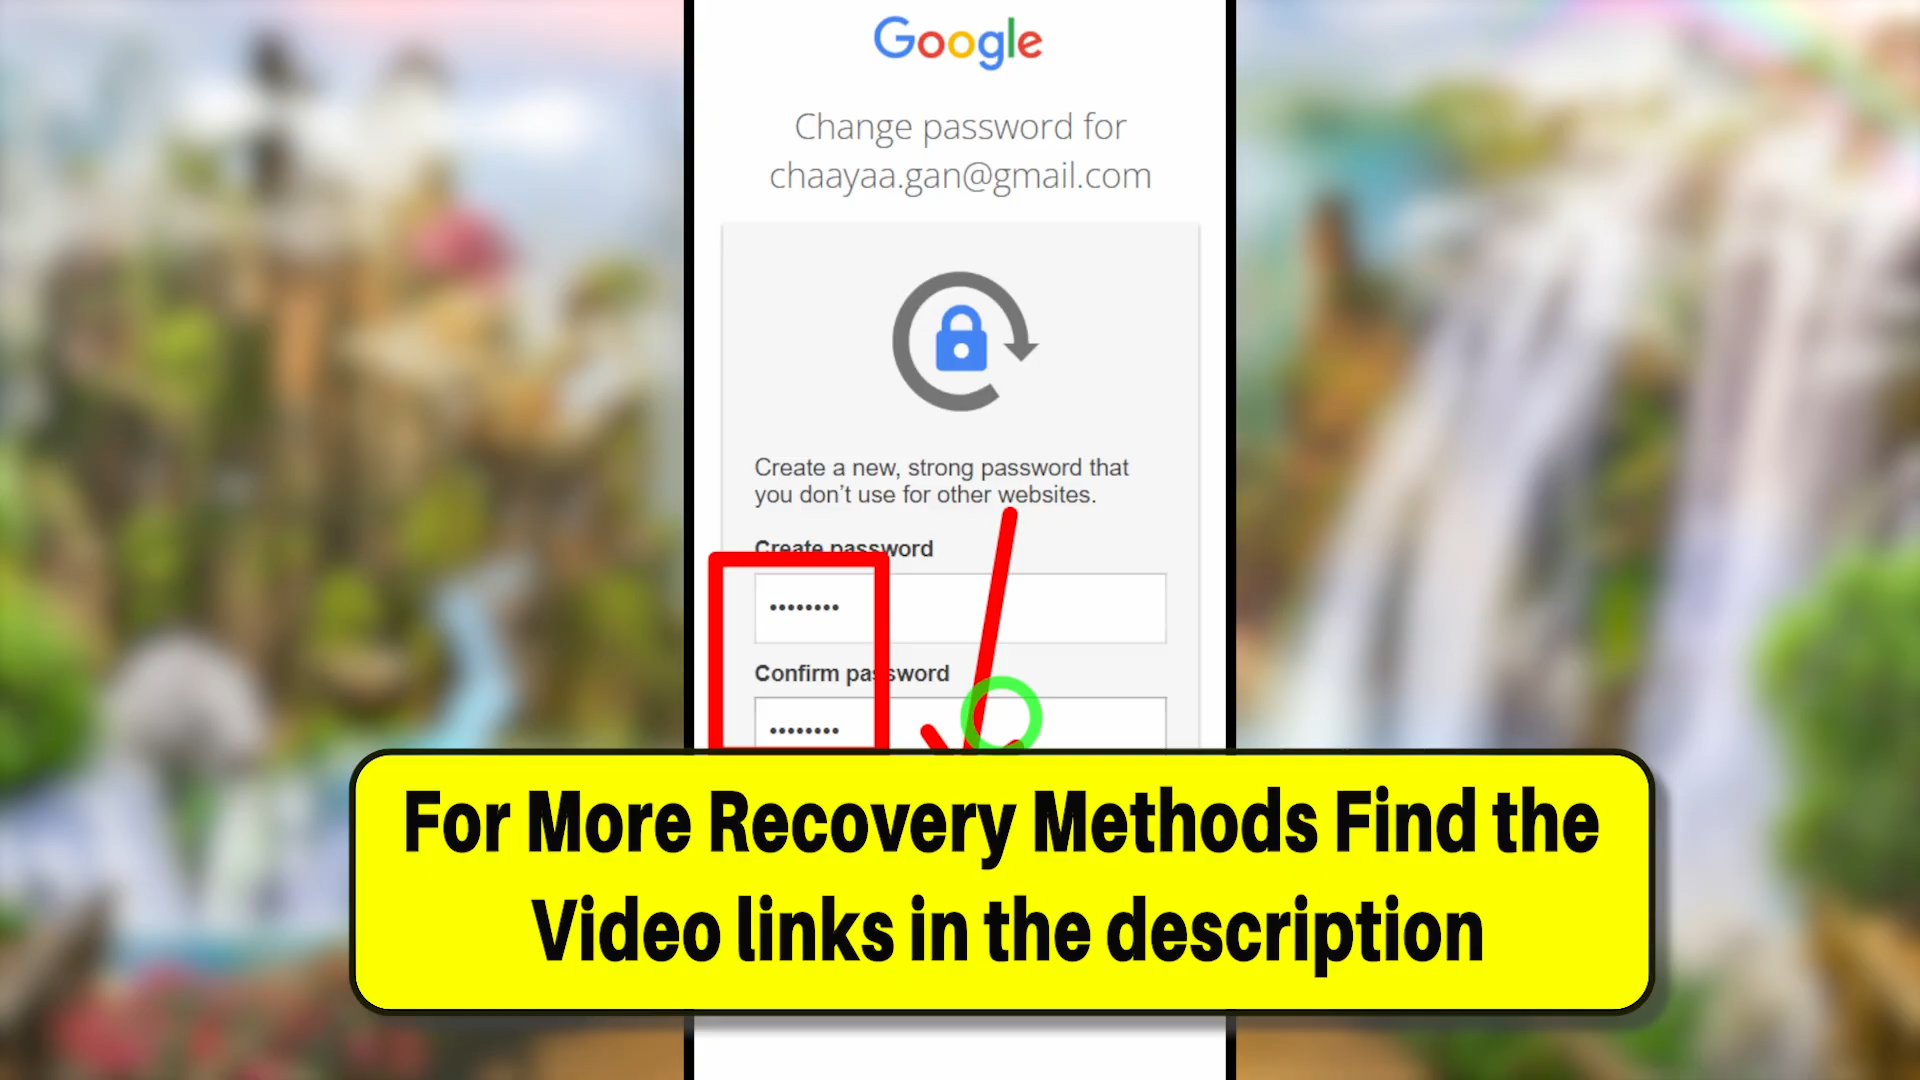 Google
Change password for
chaayaa.gan@gmail.com
Create a new, strong password that
you don't use for other websites.
Create password
••••••••
Confirm password
••••••••
For More Recovery Methods Find the
Video links in the description